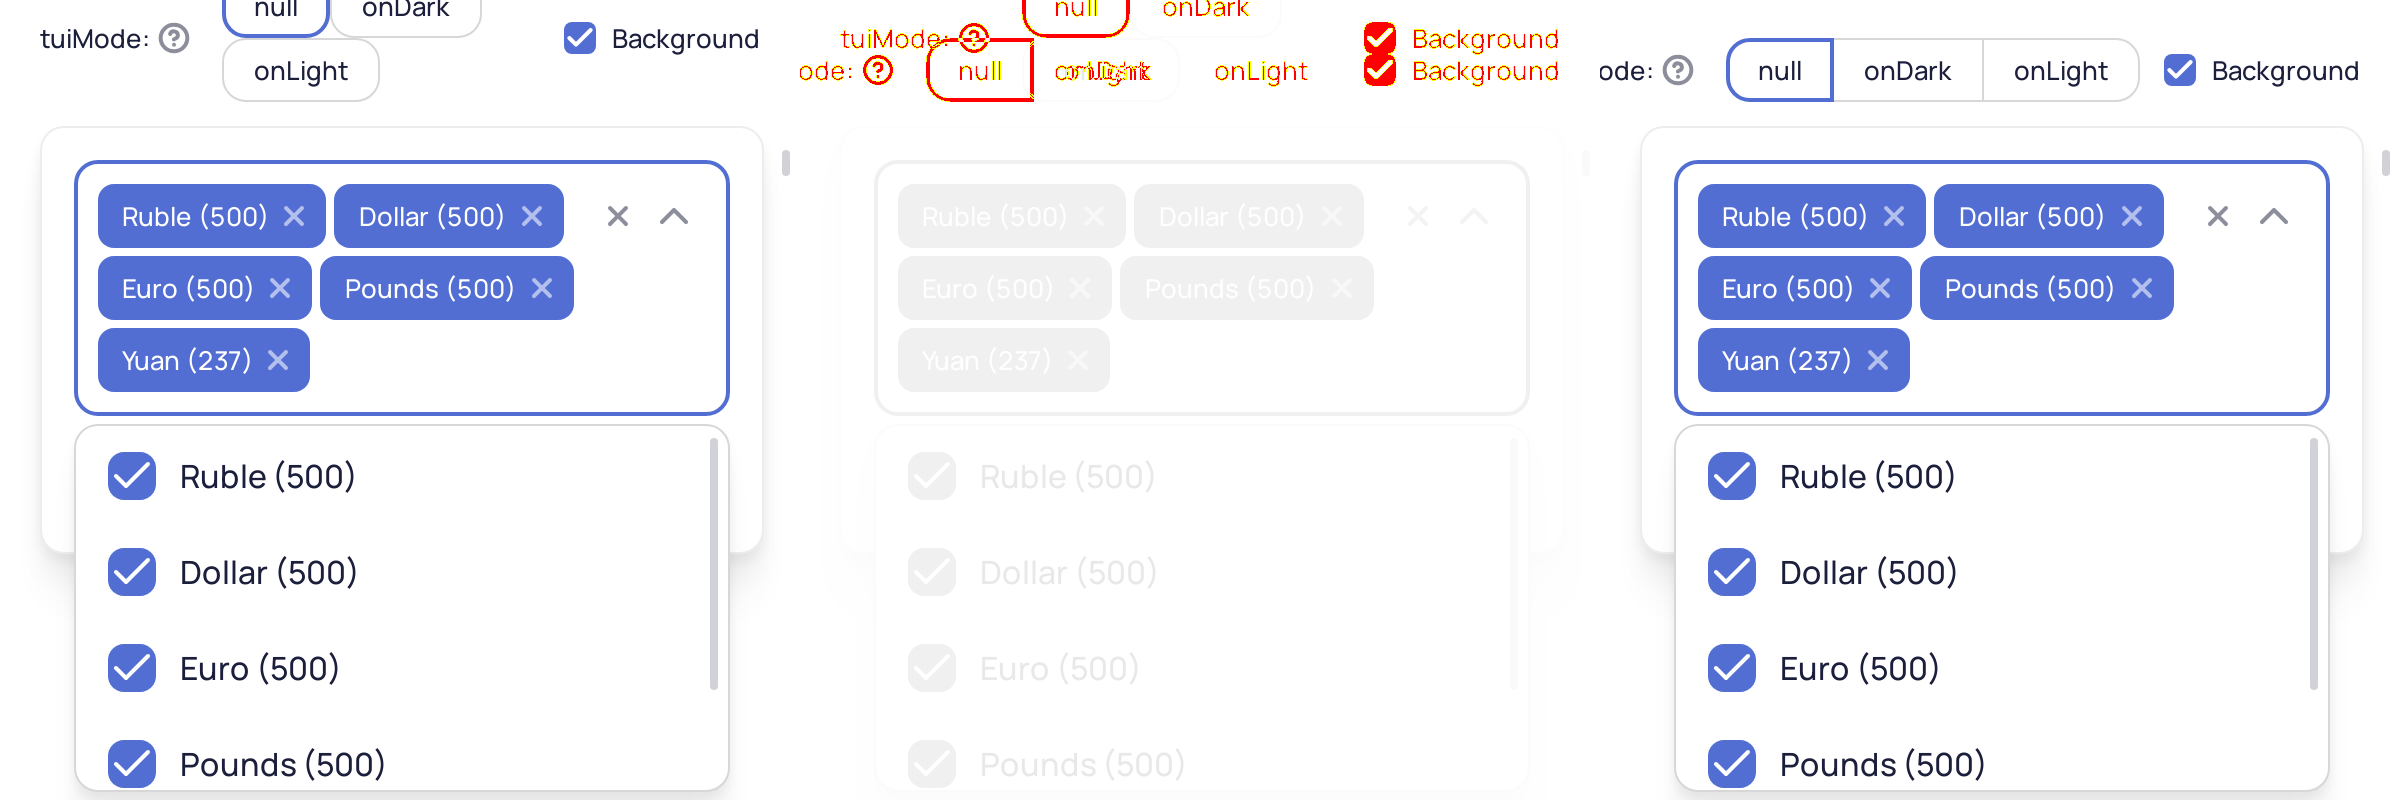 null onDark
tuiMode: Background
onLight
Ruble (500) Dollar (500)
Euro (500) Pounds (500)
Yuan (237)
Ruble (500)
Dollar (500)
Euro (500)
Pounds (500)
null onDark
tuiMode: Background
ode: null onLight Background
Ruble (500) Dollar (500)
Euro (500) Pounds (500)
Yuan (237)
Ruble (500)
Dollar (500)
Euro (500)
Pounds (500)
ode: null onDark onLight Background
Ruble (500) Dollar (500)
Euro (500) Pounds (500)
Yuan (237)
Ruble (500)
Dollar (500)
Euro (500)
Pounds (500)